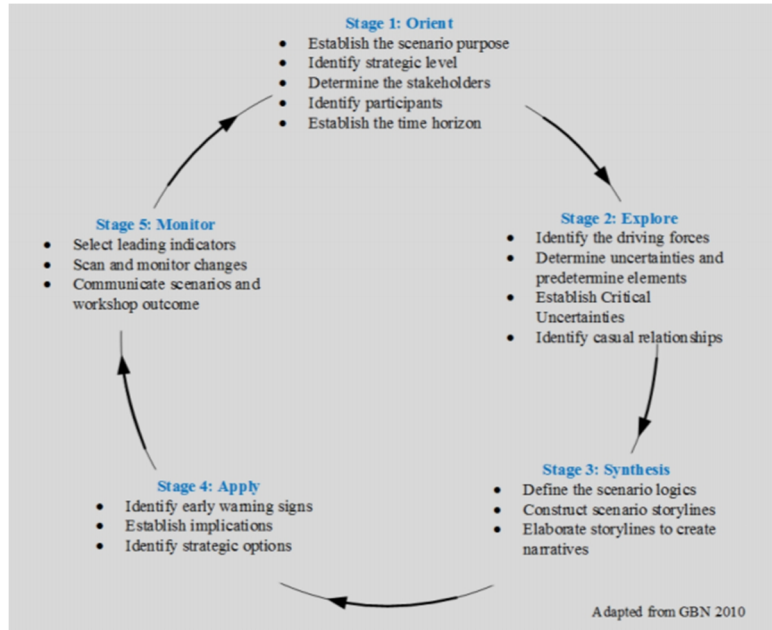 Stage 1: Orient
• Establish the scenario purpose
• Identify strategic level
• Determine the stakeholders
• Identify participants
• Establish the time horizon
Stage 2: Explore
• Identify the driving forces
• Determine uncertainties and
predetermine elements
• Establish Critical
Uncertainties
• Identify casual relationships
Stage 3: Synthesis
• Define the scenario logics
• Construct scenario storylines
• Elaborate storylines to create
narratives
Stage 4: Apply
• Identify early warning signs
• Establish implications
• Identify strategic options
Stage 5: Monitor
• Select leading indicators
• Scan and monitor changes
• Communicate scenarios and
workshop outcome
Adapted from GBN 2010